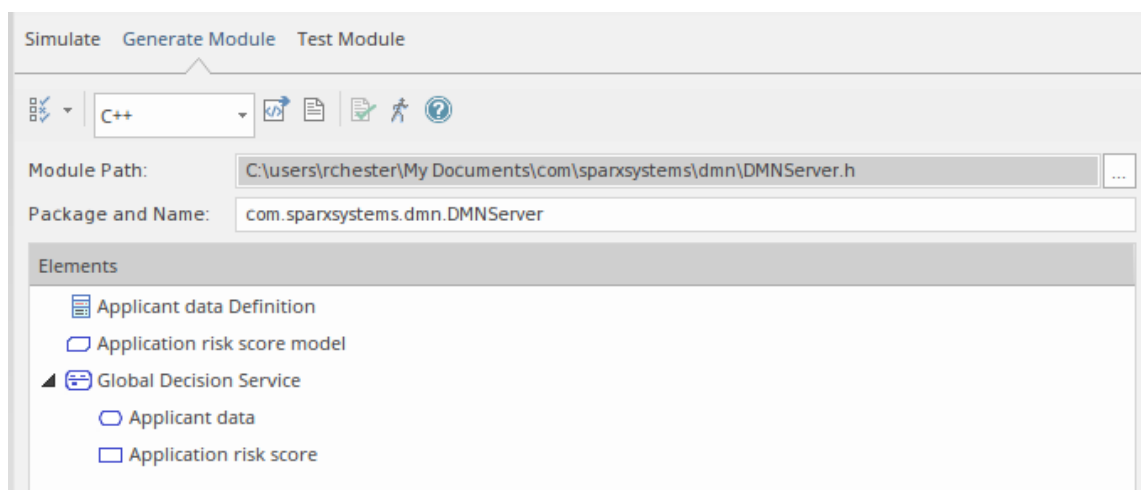 Simulate Generate Module Test Module
C++
Module Path: C:\users\rchester\My Documents\com\sparxsystems\dmn\DMNServer.h ...
Package and Name: com.sparxsystems.dmn.DMNServer
Elements
Applicant data Definition
Application risk score model
Global Decision Service
Applicant data
Application risk score